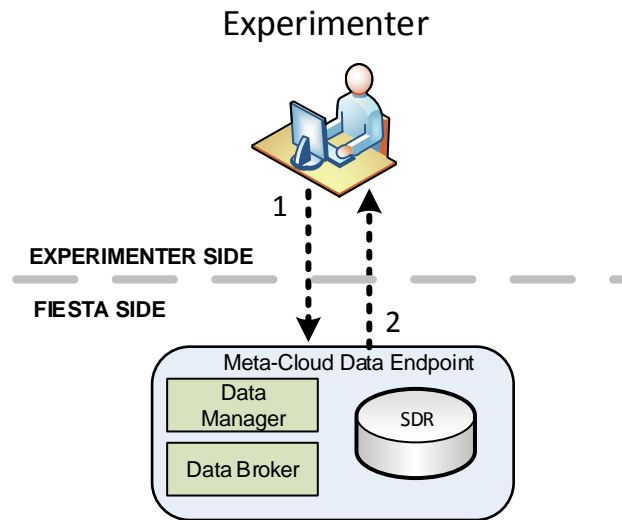 Experimenter
1
EXPERIMENTER SIDE
FIESTA SIDE
2
Meta-Cloud Data Endpoint
Data
Manager
SDR
Data Broker